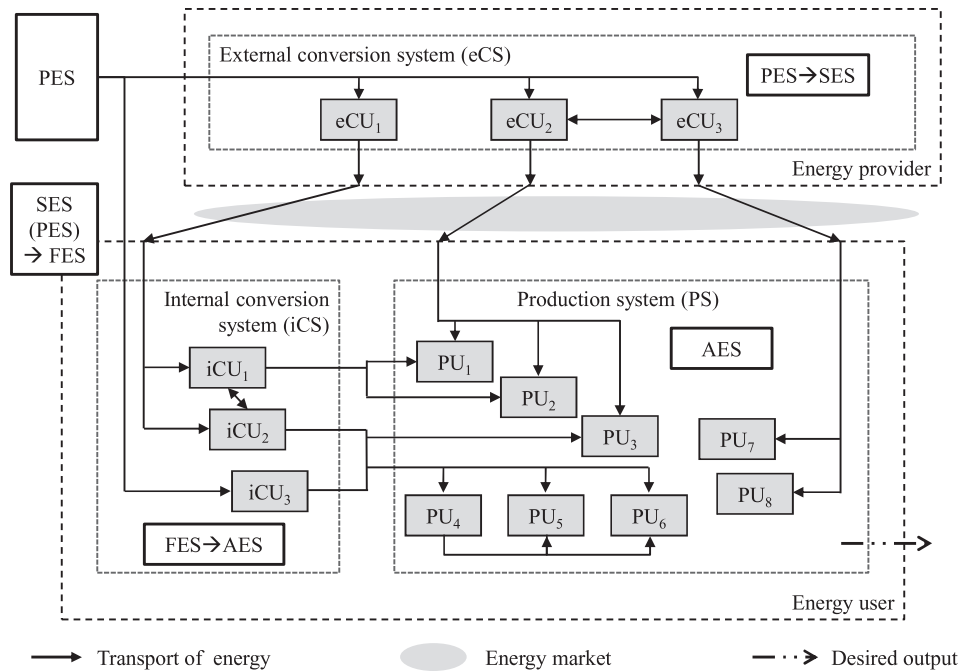 PES
External conversion system (eCS)
PES→SES
eCU₁
eCU₂
eCU₃
Energy provider
SES
(PES)
→ FES
Internal conversion
system (iCS)
Production system (PS)
AES
iCU₁
iCU₂
iCU₃
PU₁
PU₂
PU₃
PU₇
PU₈
PU₄
PU₅
PU₆
FES→AES
Energy user
Transport of energy
Energy market
Desired output